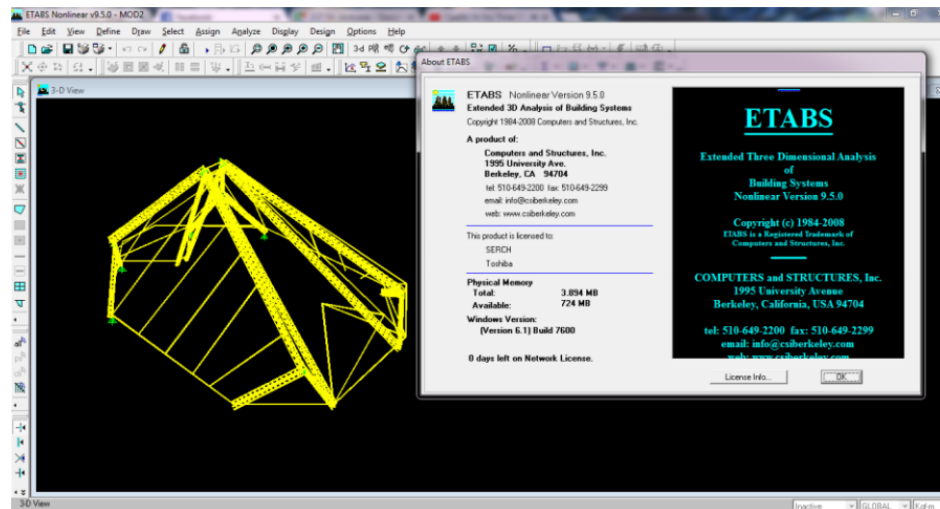 ETABS Nonlinear v9.5.0 - MOD2
File Edit View Define Draw Select Assign Analyze Display Design Options Help
3-d
3-D View
About ETABS
ETABS Nonlinear Version 9.5.0
Extended 3D Analysis of Building Systems
Copyright 1984-2008 Computers and Structures, Inc.
A product of:
Computers and Structures, Inc.
1995 University Ave.
Berkeley, CA 94704
tel: 510-649-2200 fax: 510-649-2299
email: info@csiberkeley.com
web: www.csiberkeley.com
This product is licensed to:
SERCH
Toshiba
Physical Memory
Total: 3.894 MB
Available: 724 MB
Windows Version:
(Version 6.1) Build 7600
0 days left on Network License.
ETABS
Extended Three Dimensional Analysis
of
Building Systems
Nonlinear Version 9.5.0
Copyright (c) 1984-2008
ETABS is a Registered Trademark of
Computers and Structures, Inc.
COMPUTERS and STRUCTURES, Inc.
1995 University Avenue
Berkeley, California, USA 94704
tel: 510-649-2200 fax: 510-649-2299
email: info@csiberkeley.com
web: www.csiberkeley.com
License Info...
OK
3-D View
Inactive
GLOBAL
Kgf-m